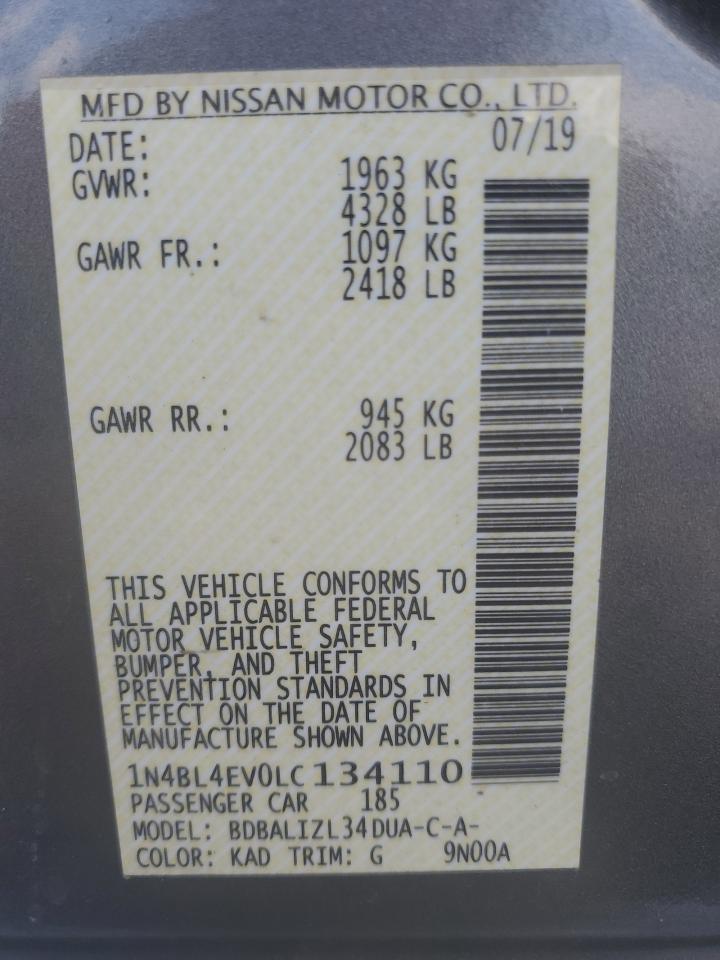 MFD BY NISSAN MOTOR CO., LTD.
DATE: 07/19
GVWR: 1963 KG
4328 LB
GAWR FR.: 1097 KG
2418 LB
GAWR RR.: 945 KG
2083 LB
THIS VEHICLE CONFORMS TO
ALL APPLICABLE FEDERAL
MOTOR VEHICLE SAFETY,
BUMPER, AND THEFT
PREVENTION STANDARDS IN
EFFECT ON THE DATE OF
MANUFACTURE SHOWN ABOVE.
1N4BL4EV0LC134110
PASSENGER CAR 185
MODEL: BDBALIZL34DUA-C-A-
COLOR: KAD TRIM: G 9N00A